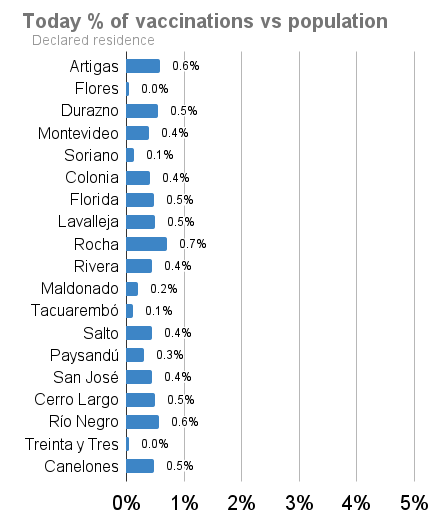 Today % of vaccinations vs population
Declared residence
Artigas 0.6%
Flores 0.0%
Durazno 0.5%
Montevideo 0.4%
Soriano 0.1%
Colonia 0.4%
Florida 0.5%
Lavalleja 0.5%
Rocha 0.7%
Rivera 0.4%
Maldonado 0.2%
Tacuarembó 0.1%
Salto 0.4%
Paysandú 0.3%
San José 0.4%
Cerro Largo 0.5%
Río Negro 0.6%
Treinta y Tres 0.0%
Canelones 0.5%
0% 1% 2% 3% 4% 5%